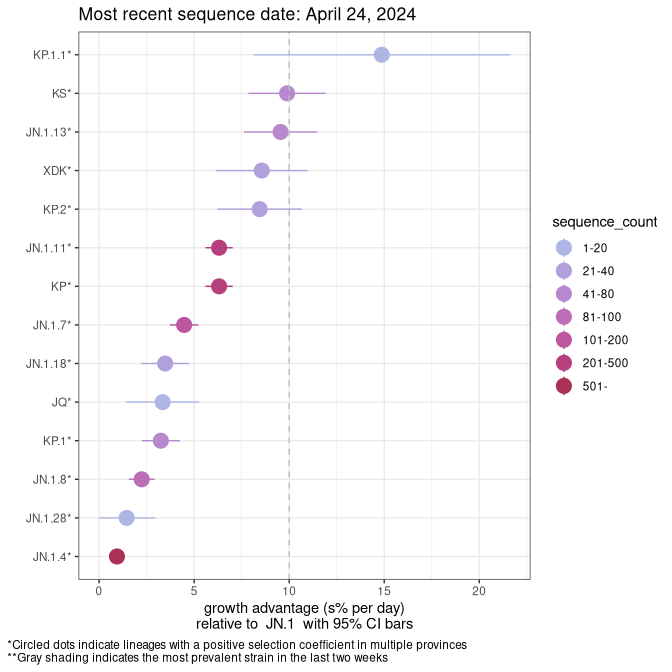 Most recent sequence date: April 24, 2024
KP.1.1*
KS*
JN.1.13*
XDK*
KP.2*
JN.1.11*
KP*
JN.1.7*
JN.1.18*
JQ*
KP.1*
JN.1.8*
JN.1.28*
JN.1.4*
0 5 10 15 20
growth advantage (s% per day)
relative to JN.1 with 95% CI bars
sequence_count
1-20
21-40
41-80
81-100
101-200
201-500
501-
*Circled dots indicate lineages with a positive selection coefficient in multiple provinces
**Gray shading indicates the most prevalent strain in the last two weeks